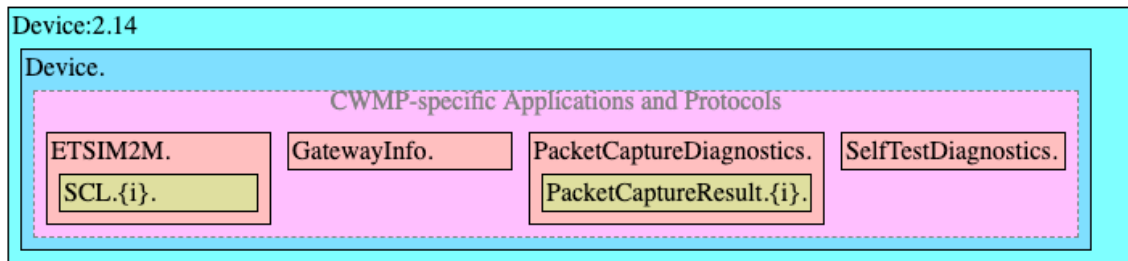 Device:2.14
Device.
CWMP-specific Applications and Protocols
ETSIM2M. GatewayInfo. PacketCaptureDiagnostics. SelfTestDiagnostics.
SCL.{i}. PacketCaptureResult.{i}.